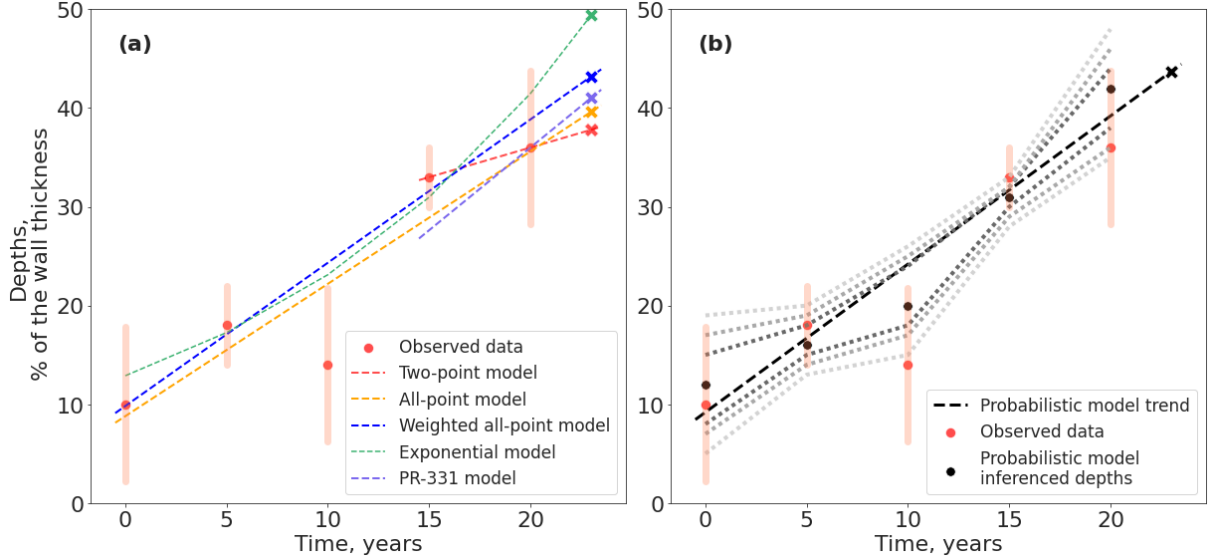 (a)
50
40
30
20
10
0
Depths,
% of the wall thickness
Observed data
Two-point model
All-point model
Weighted all-point model
Exponential model
PR-331 model
0 5 10 15 20
Time, years
(b)
50
40
30
20
10
0
Probabilistic model trend
Observed data
Probabilistic model
inferenced depths
0 5 10 15 20
Time, years